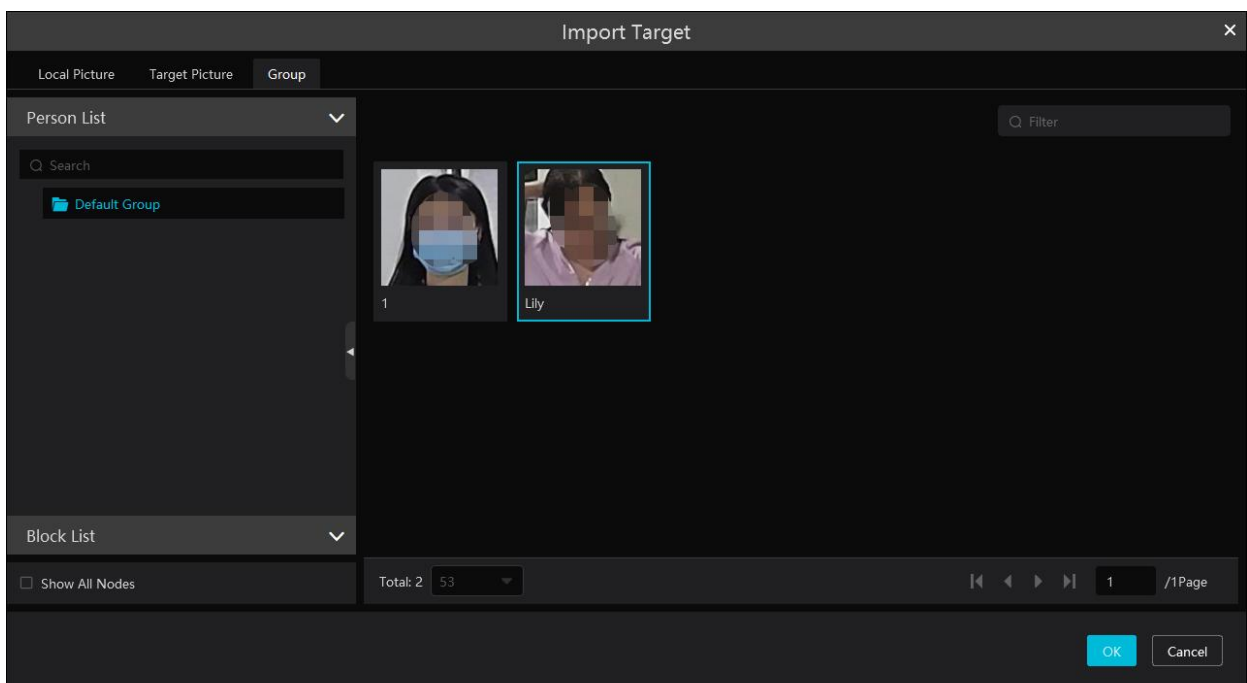 Import Target
Local Picture Target Picture Group
Person List
Filter
Search
Default Group
1
Lily
Block List
Show All Nodes
Total: 2 53
1 /1Page
OK Cancel